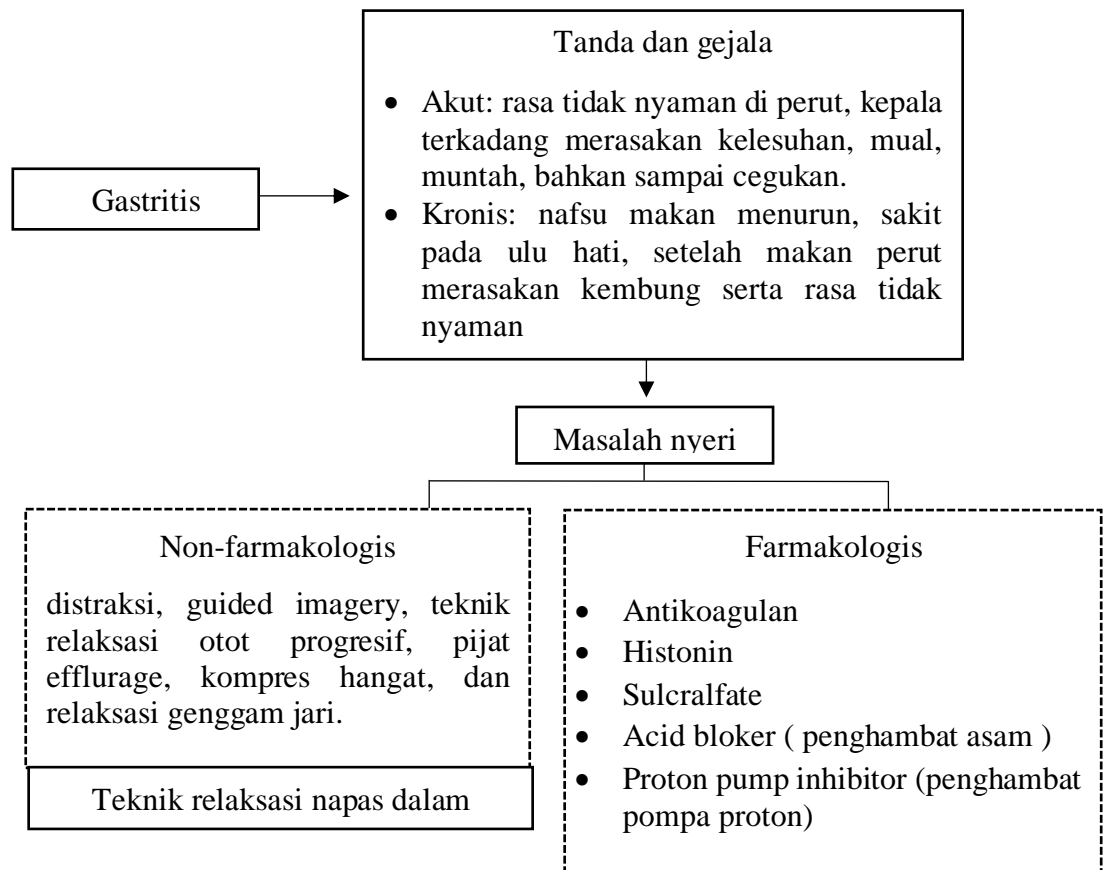 Tanda dan gejala
• Akut: rasa tidak nyaman di perut, kepala
terkadang merasakan kelesuhan, mual,
muntah, bahkan sampai cegukan.
• Kronis: nafsu makan menurun, sakit
pada ulu hati, setelah makan perut
merasakan kembung serta rasa tidak
nyaman
Gastritis
Masalah nyeri
Non-farmakologis
distraksi, guided imagery, teknik
relaksasi otot progresif, pijat
efflurage, kompres hangat, dan
relaksasi genggam jari.
Teknik relaksasi napas dalam
Farmakologis
• Antikoagulan
• Histonin
• Sulcralfate
• Acid bloker ( penghambat asam )
• Proton pump inhibitor (penghambat
pompa proton)